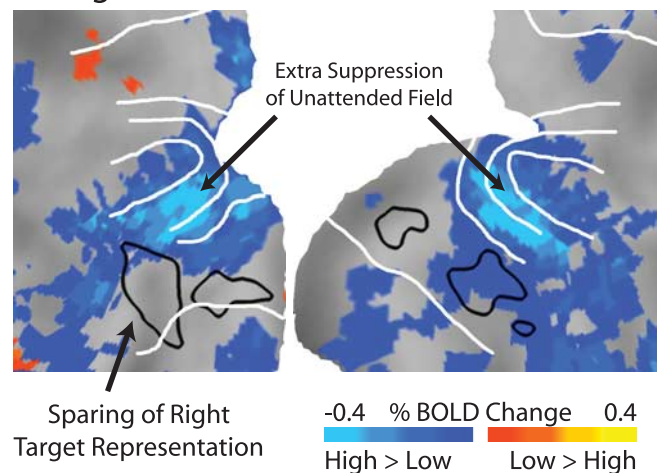 Extra Suppression
of Unattended Field
Sparing of Right
Target Representation
-0.4 % BOLD Change 0.4
High > Low Low > High